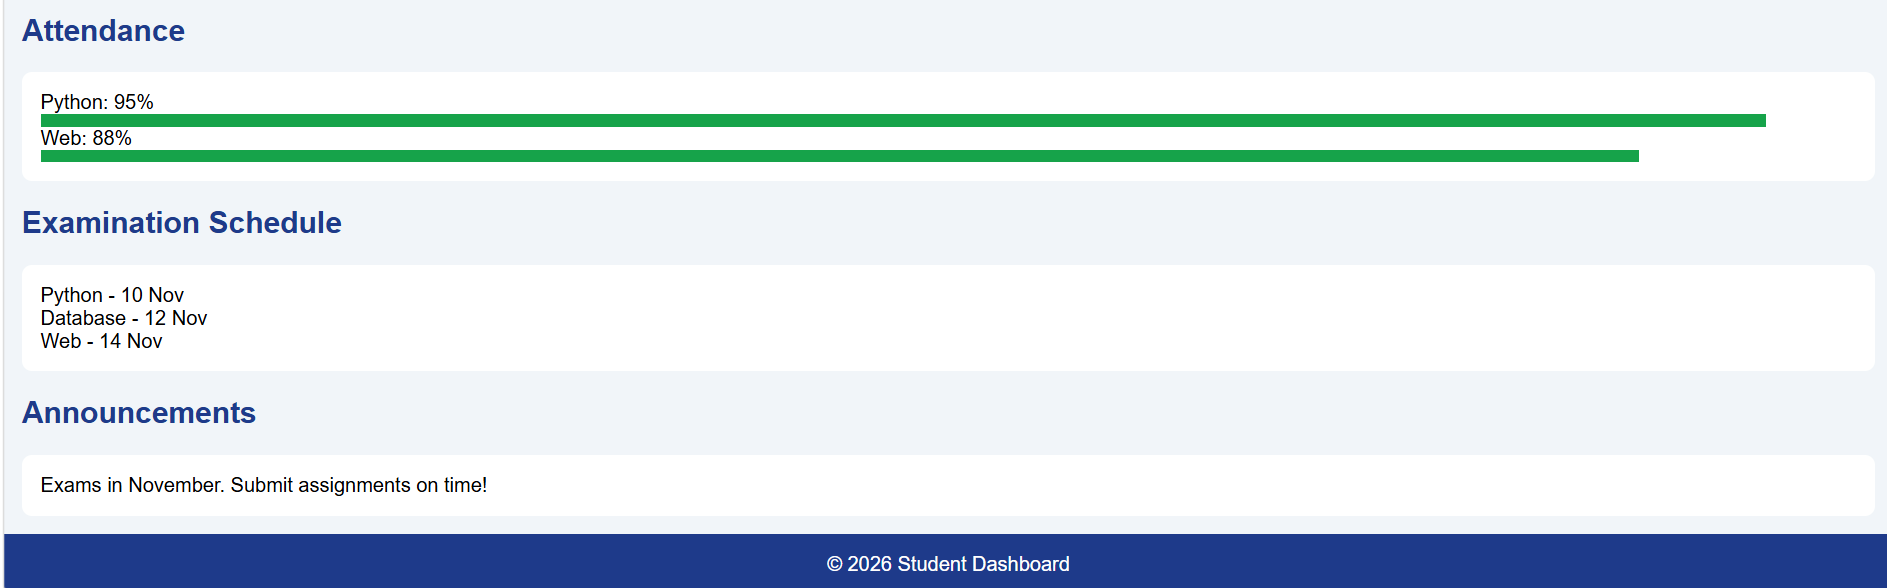 Attendance
Python: 95%
Web: 88%
Examination Schedule
Python - 10 Nov
Database - 12 Nov
Web - 14 Nov
Announcements
Exams in November. Submit assignments on time!
© 2026 Student Dashboard